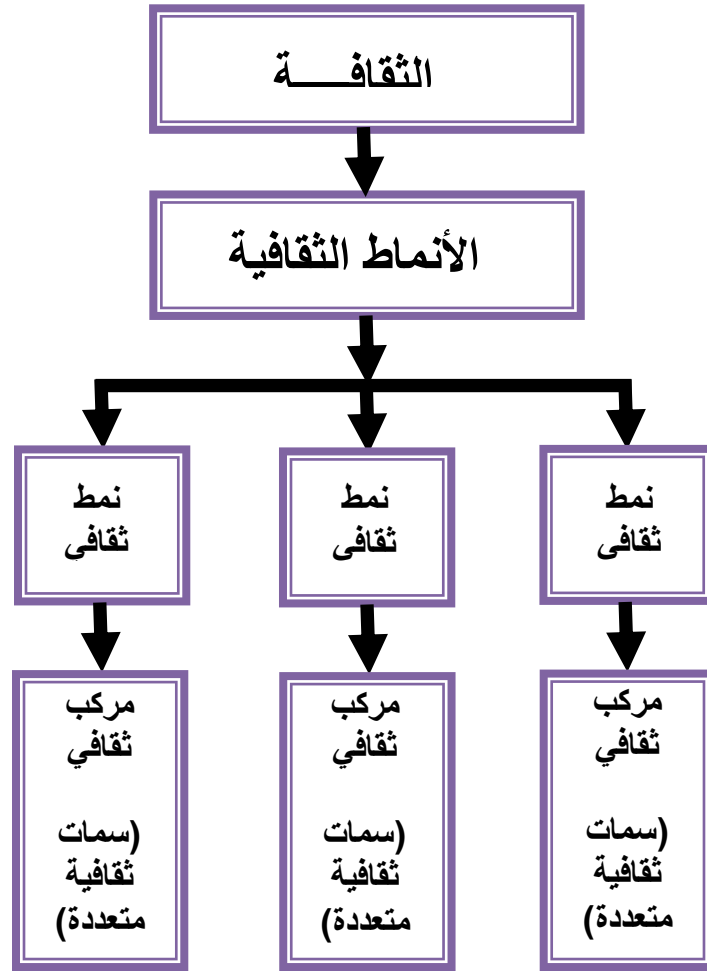 الثقافـــــة
الأنماط الثقافية
نمط
ثقافى
نمط
ثقافى
نمط
ثقافي
مركب
ثقافي
(سمات
ثقافية
متعددة)
مركب
ثقافي
(سمات
ثقافية
متعددة)
مركب
ثقافي
(سمات
ثقافية
متعددة)